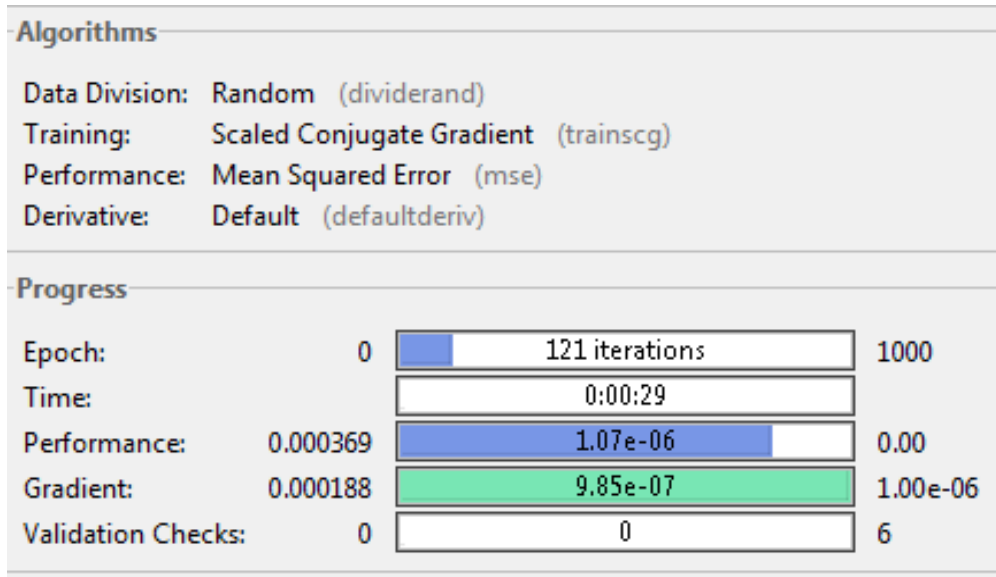 Algorithms
Data Division: Random (dividerand)
Training: Scaled Conjugate Gradient (trainscg)
Performance: Mean Squared Error (mse)
Derivative: Default (defaultderiv)
Progress
Epoch: 0 121 iterations 1000
Time: 0:00:29
Performance: 0.000369 1.07e-06 0.00
Gradient: 0.000188 9.85e-07 1.00e-06
Validation Checks: 0 0 6